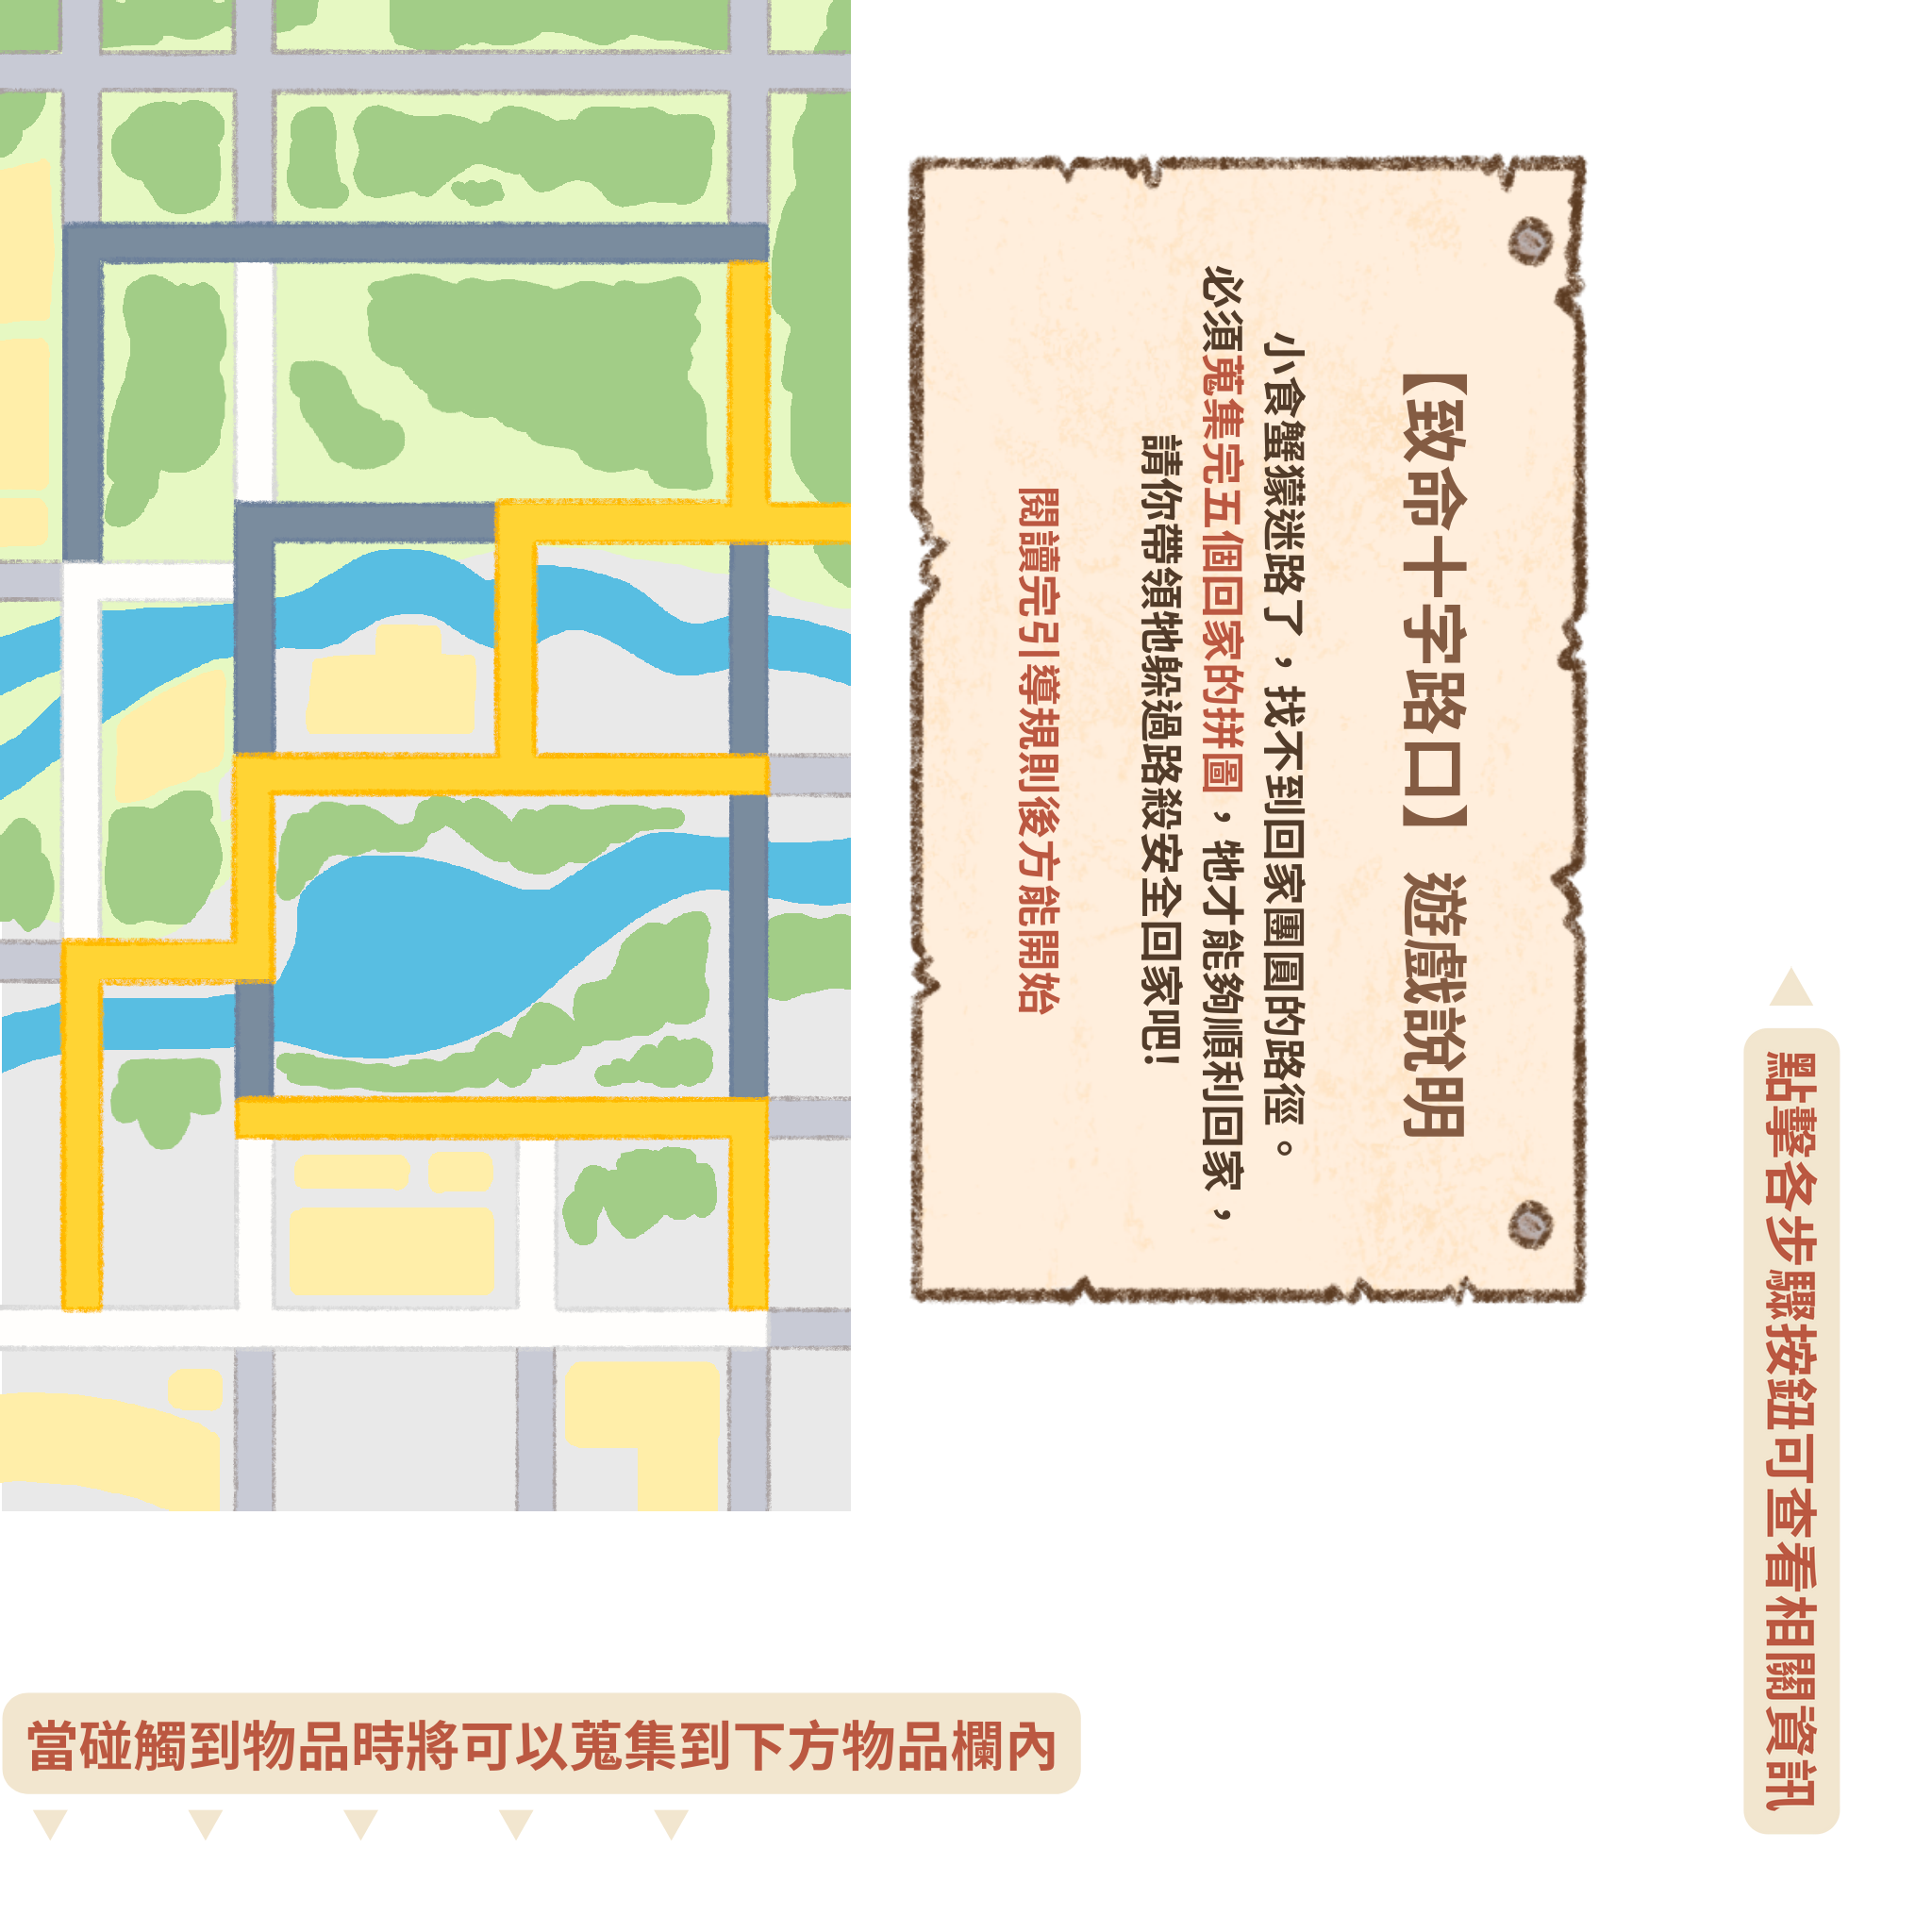 【致命十字路口】遊戲說明
小食蟹獴迷路了，找不到回家團圓的路徑。
必須蒐集完五個回家的拼圖，牠才能夠順利回家，
請你帶領牠躲過路殺安全回家吧!
閱讀完引導規則後方能開始
點擊各步驟按鈕可查看相關資訊
當碰觸到物品時將可以蒐集到下方物品欄內